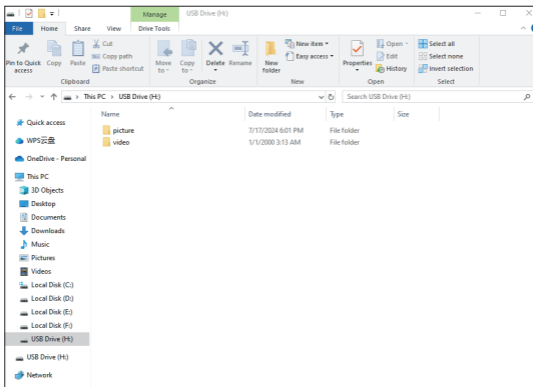 Manage USB Drive (H:)
File Home Share View Drive Tools
Pin to Quick access
Copy
Paste
Cut
Copy path
Paste shortcut
Clipboard
Move to
Copy to
Delete
Rename
Organize
New folder
New item
Easy access
New
Properties
Open
Edit
History
Open
Select all
Select none
Invert selection
Select
This PC > USB Drive (H:)
Search USB Drive (H:)
Name Date modified Type Size
picture 7/17/2024 6:01 PM File folder
video 1/1/2000 3:13 AM File folder
Quick access
WPS云盘
OneDrive - Personal
This PC
3D Objects
Desktop
Documents
Downloads
Music
Pictures
Videos
Local Disk (C:)
Local Disk (D:)
Local Disk (E:)
Local Disk (F:)
USB Drive (H:)
USB Drive (H:)
Network